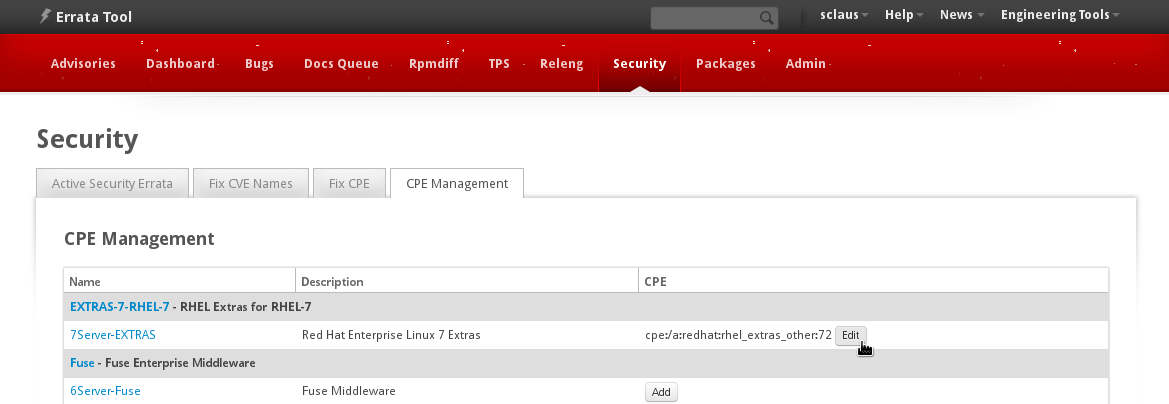 Errata Tool sclaus Help News Engineering Tools
Advisories Dashboard Bugs Docs Queue Rpmdiff TPS Releng Security Packages Admin
Security
Active Security Errata Fix CVE Names Fix CPE CPE Management
CPE Management
Name Description CPE
EXTRAS-7-RHEL-7 - RHEL Extras for RHEL-7
7Server-EXTRAS Red Hat Enterprise Linux 7 Extras cpe:/a:redhat:rhel_extras_other:72 Edit
Fuse - Fuse Enterprise Middleware
6Server-Fuse Fuse Middleware Add